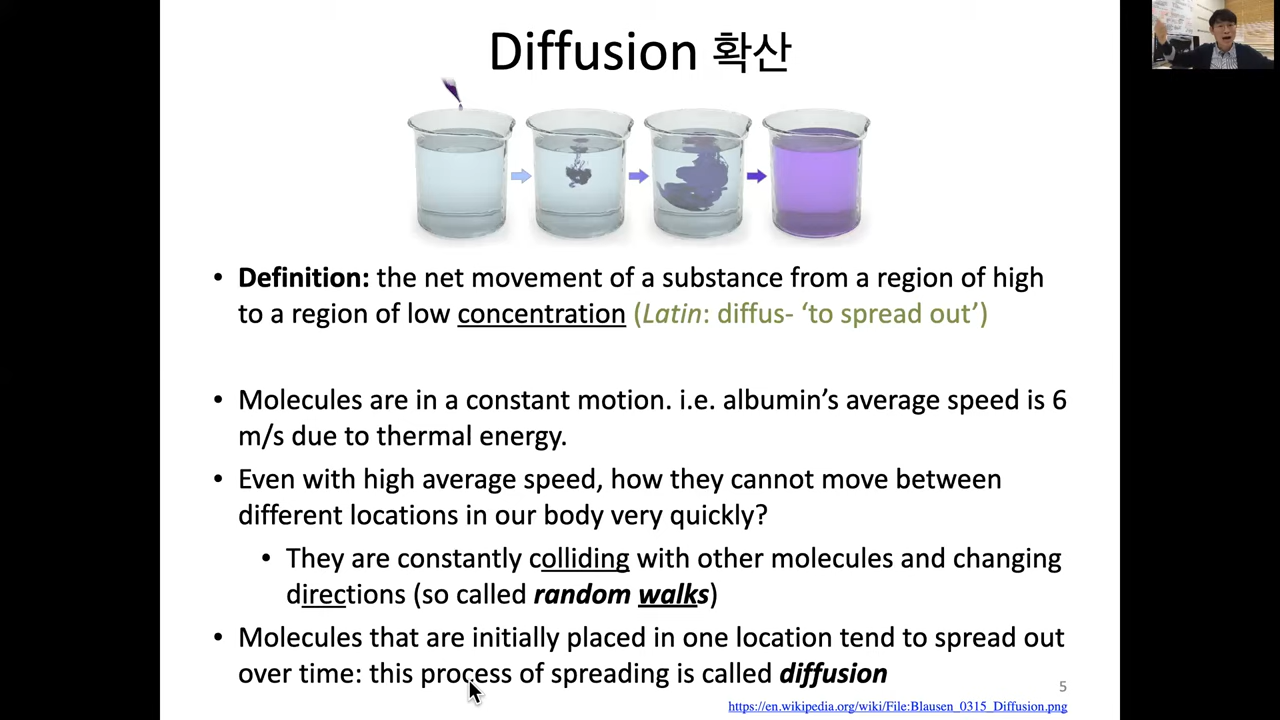 Diffusion 확산
• Definition: the net movement of a substance from a region of high
to a region of low concentration (Latin: diffus- ‘to spread out’)
• Molecules are in a constant motion. i.e. albumin’s average speed is 6
m/s due to thermal energy.
• Even with high average speed, how they cannot move between
different locations in our body very quickly?
• They are constantly colliding with other molecules and changing
directions (so called random walks)
• Molecules that are initially placed in one location tend to spread out
over time: this process of spreading is called diffusion
5
https://en.wikipedia.org/wiki/File:Blausen_0315_Diffusion.png